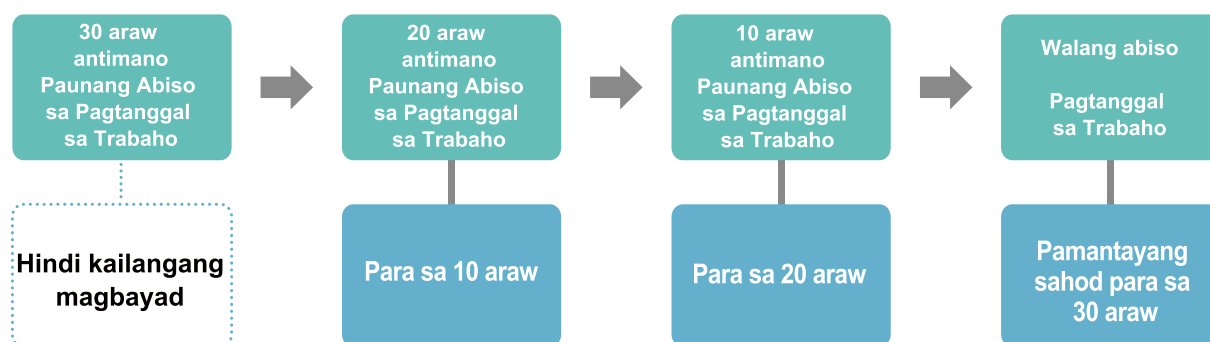 30 araw
antimano
Paunang Abiso
sa Pagtanggal
sa Trabaho
20 araw
antimano
Paunang Abiso
sa Pagtanggal
sa Trabaho
10 araw
antimano
Paunang Abiso
sa Pagtanggal
sa Trabaho
Walang abiso
Pagtanggal
sa Trabaho
Hindi kailangang
magbayad
Para sa 10 araw
Para sa 20 araw
Pamantayang
sahod para sa
30 araw